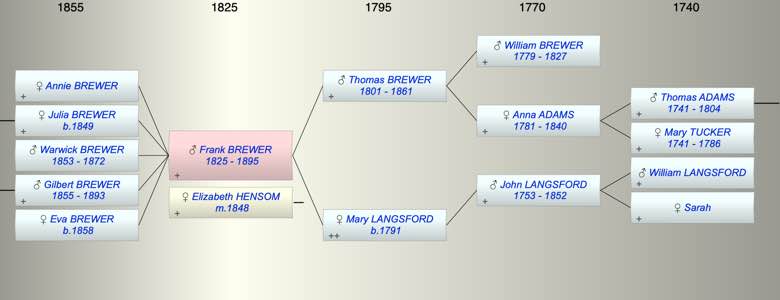 1855
1825
1795
1770
1740
♀ Annie BREWER
+
♀ Julia BREWER
b.1849
+
♂ Warwick BREWER
1853 - 1872
♂ Gilbert BREWER
1855 - 1893
+
♀ Eva BREWER
b.1858
♂ Frank BREWER
1825 - 1895
+
♀ Elizabeth HENSOM
m.1848
+
♂ Thomas BREWER
1801 - 1861
+
♀ Mary LANGSFORD
b.1791
++
♂ William BREWER
1779 - 1827
+
♀ Anna ADAMS
1781 - 1840
+
♂ John LANGSFORD
1753 - 1852
+
♂ Thomas ADAMS
1741 - 1804
+
♀ Mary TUCKER
1741 - 1786
+
♂ William LANGSFORD
+
♀ Sarah
+